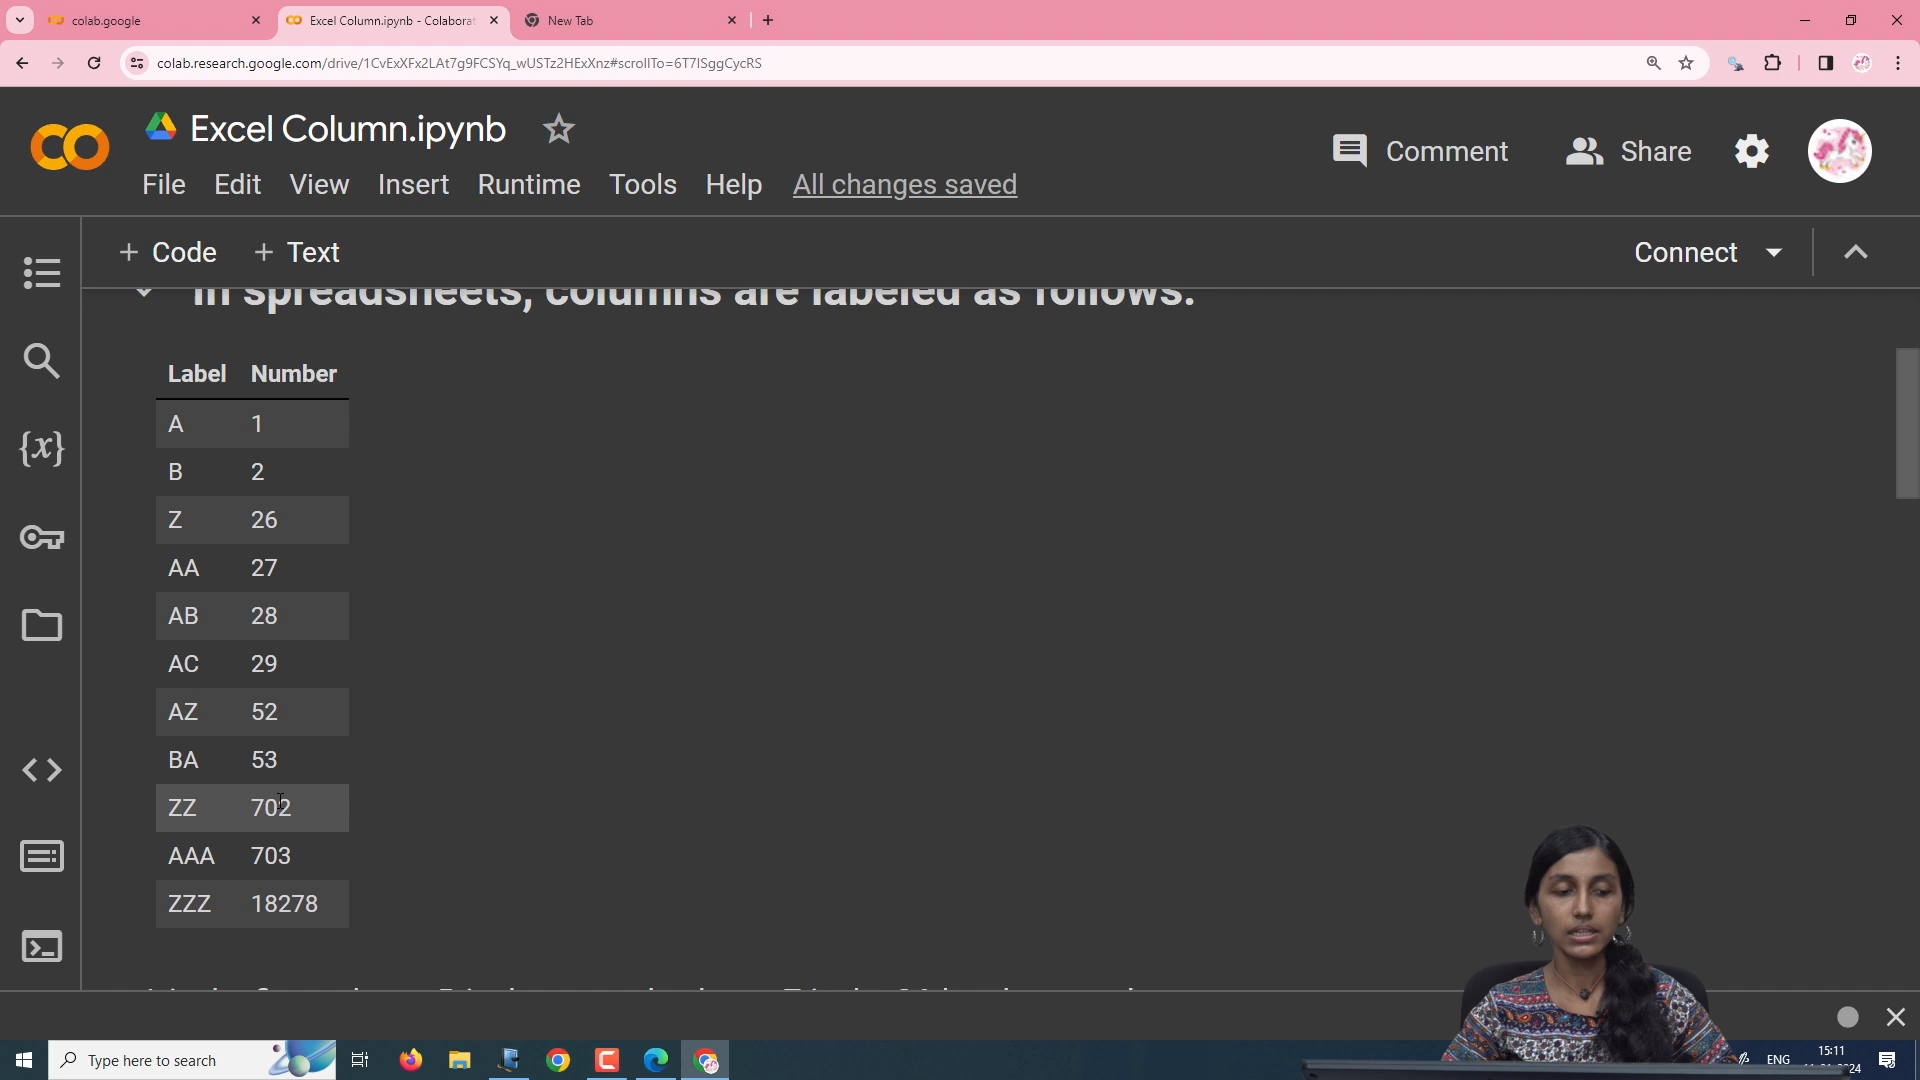 colab.google
Excel Column.ipynb - Colaborat
New Tab
colab.research.google.com/drive/1CvExXFx2LAt7g9FCSYq_wUSTz2HExXnz#scrollTo=6T7ISggCycRS
Excel Column.ipynb
Comment
Share
File Edit View Insert Runtime Tools Help All changes saved
+ Code + Text
Connect
In spreadsheets, columns are labeled as follows.
Label Number
A 1
B 2
Z 26
AA 27
AB 28
AC 29
AZ 52
BA 53
ZZ 702
AAA 703
ZZZ 18278
Type here to search
ENG
15:11